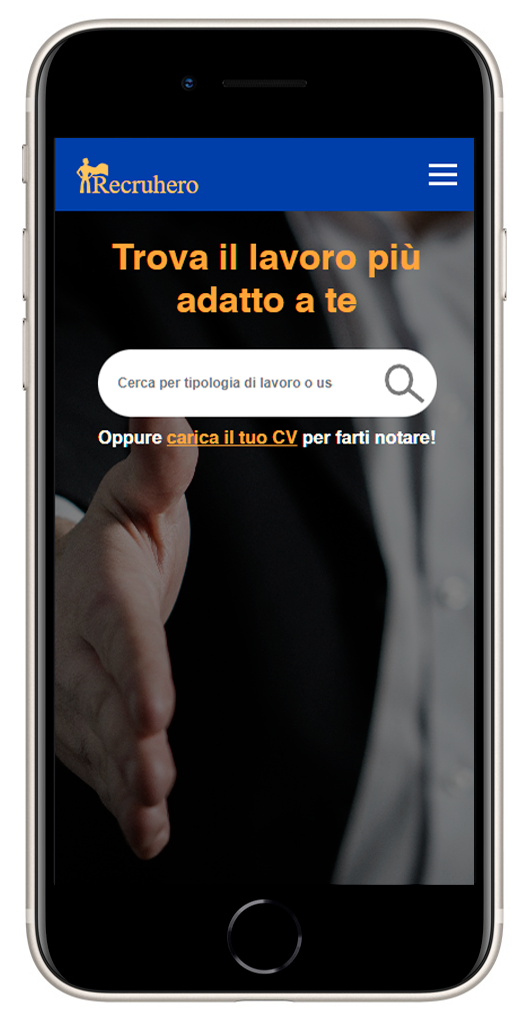 Recruhero
Trova il lavoro più
adatto a te
Cerca per tipologia di lavoro o us
Oppure carica il tuo CV per farti notare!